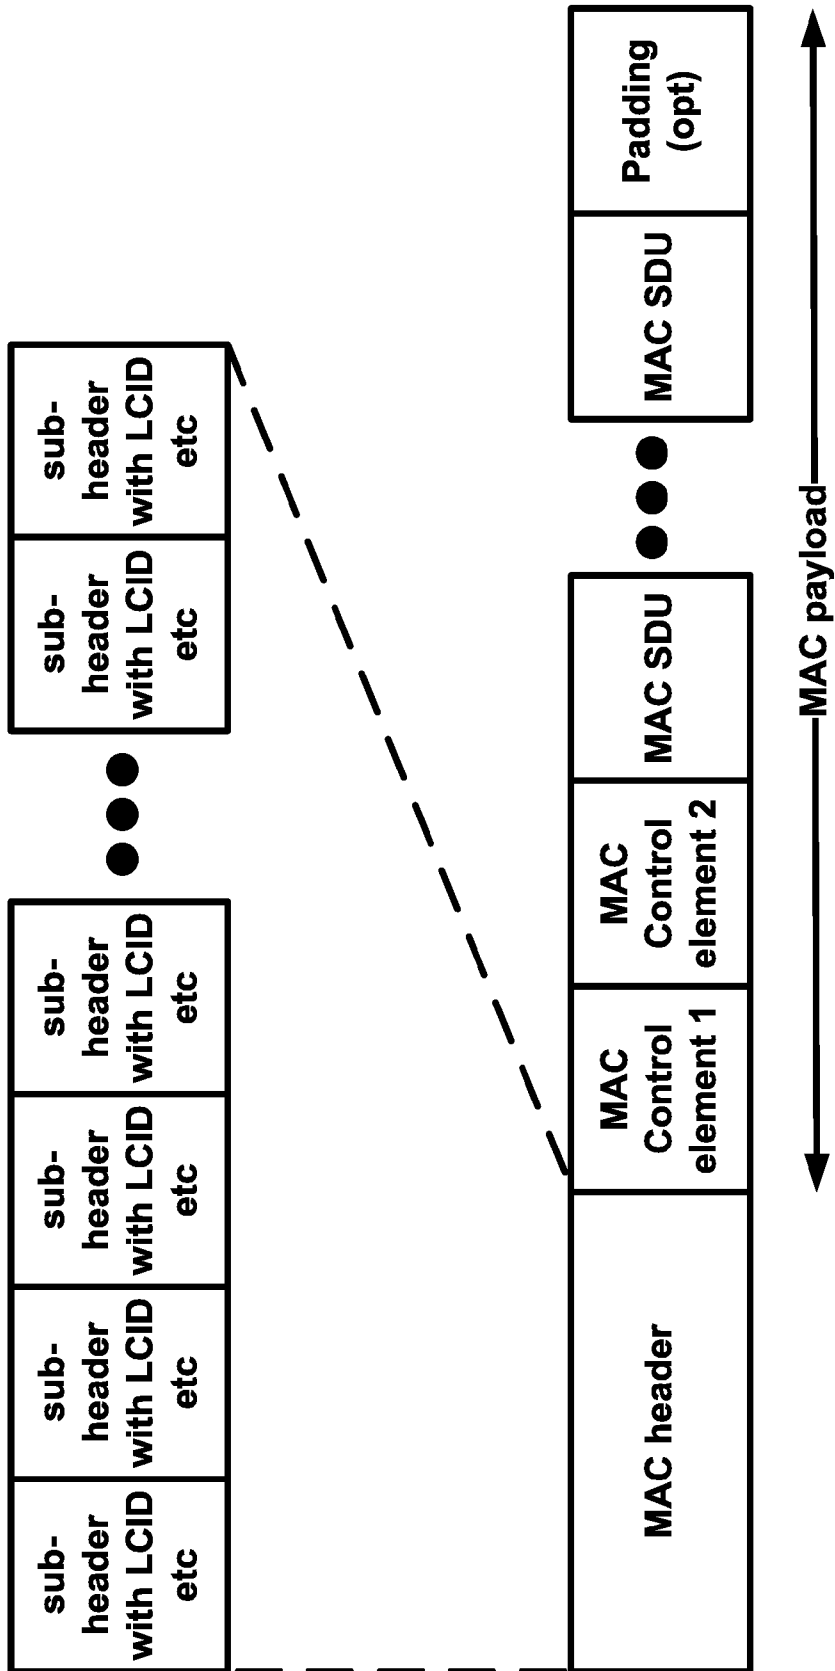 sub-
header
with LCID
etc
sub-
header
with LCID
etc
sub-
header
with LCID
etc
sub-
header
with LCID
etc
sub-
header
with LCID
etc
sub-
header
with LCID
etc
MAC header
MAC
Control
element 1
MAC
Control
element 2
MAC SDU
MAC SDU
Padding
(opt)
MAC payload